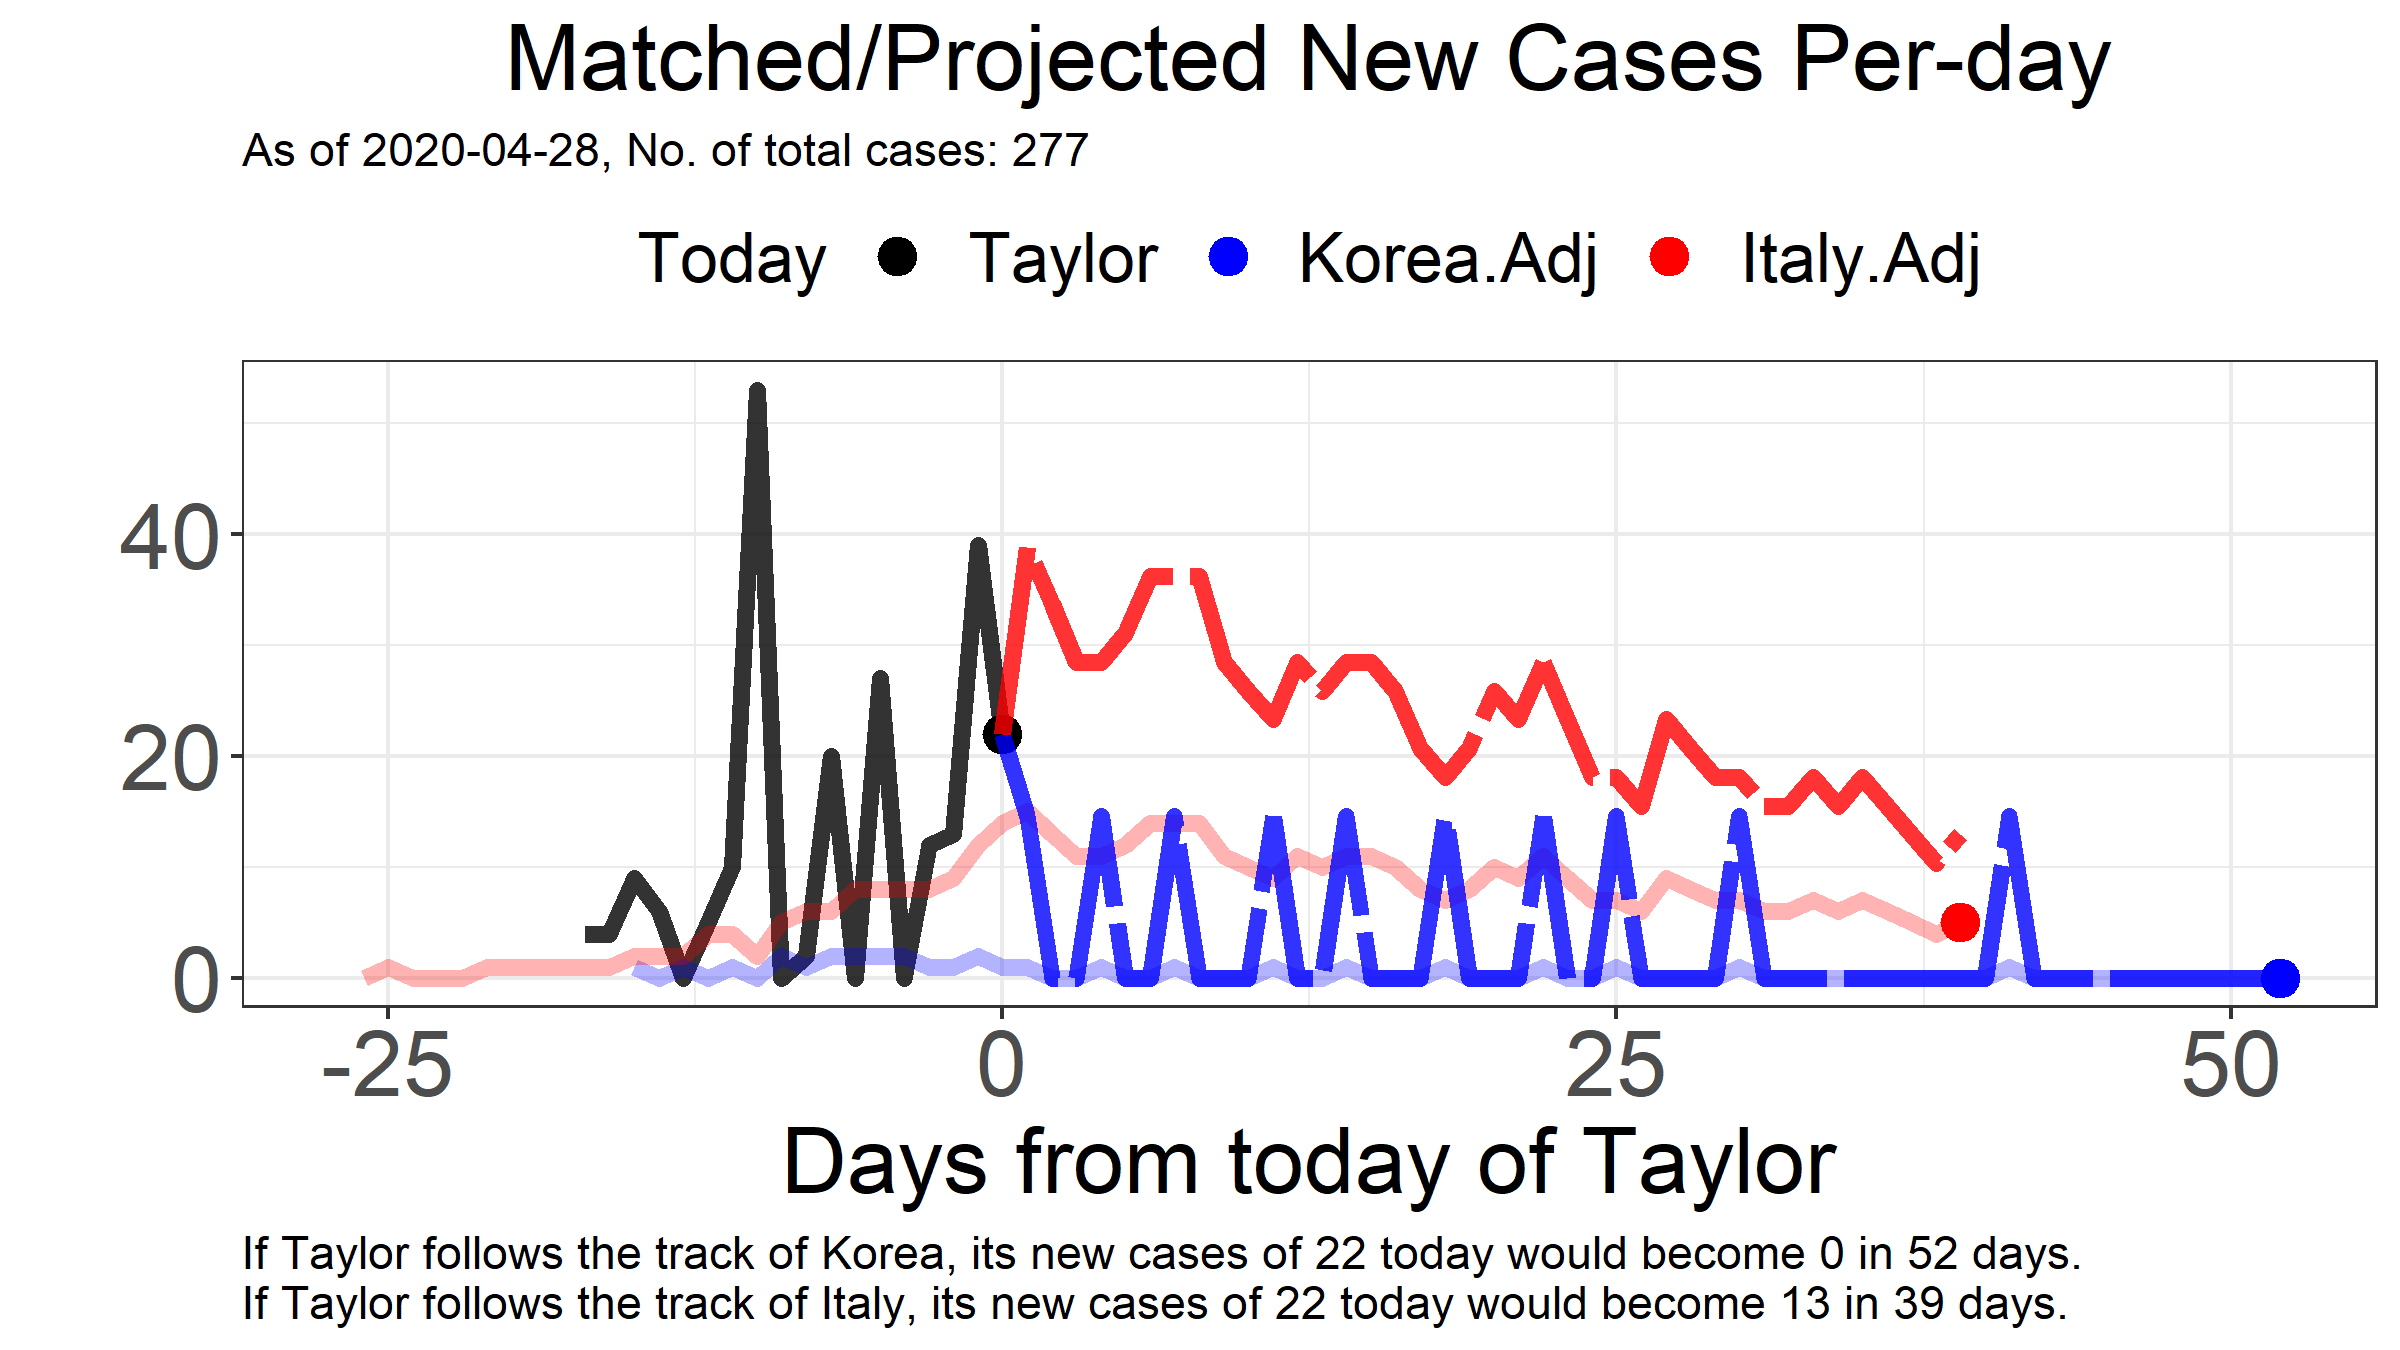 Matched/Projected New Cases Per-day
As of 2020-04-28, No. of total cases: 277
Today Taylor Korea.Adj Italy.Adj
40
20
0
-25 0 25 50
Days from today of Taylor
If Taylor follows the track of Korea, its new cases of 22 today would become 0 in 52 days.
If Taylor follows the track of Italy, its new cases of 22 today would become 13 in 39 days.